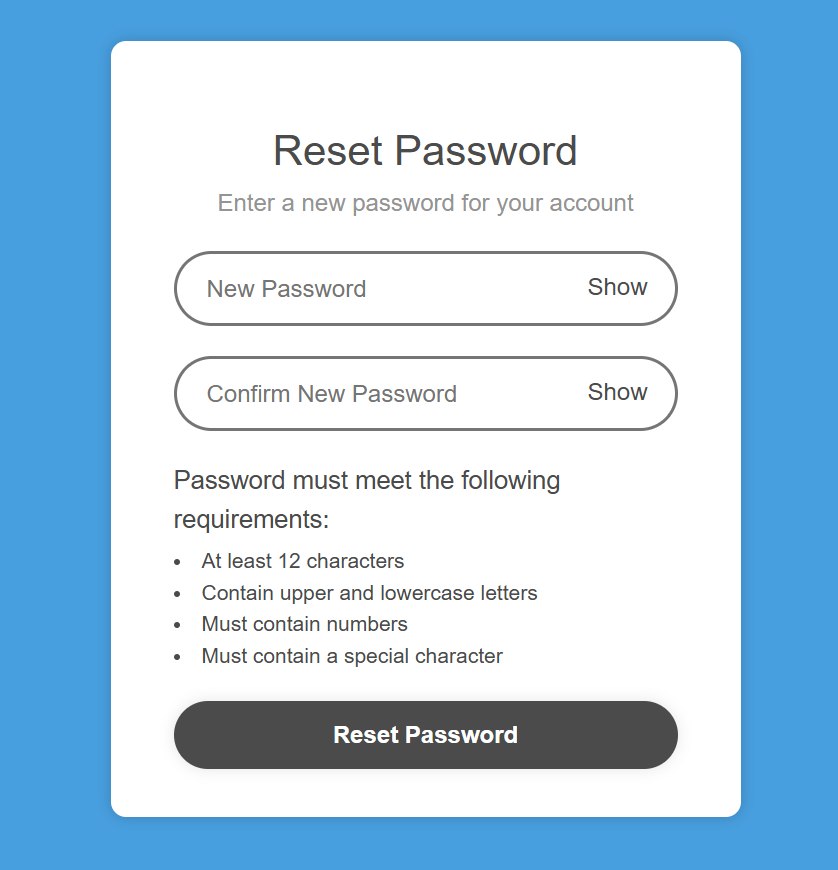 Reset Password
Enter a new password for your account
New Password Show
Confirm New Password Show
Password must meet the following
requirements:
• At least 12 characters
• Contain upper and lowercase letters
• Must contain numbers
• Must contain a special character
Reset Password